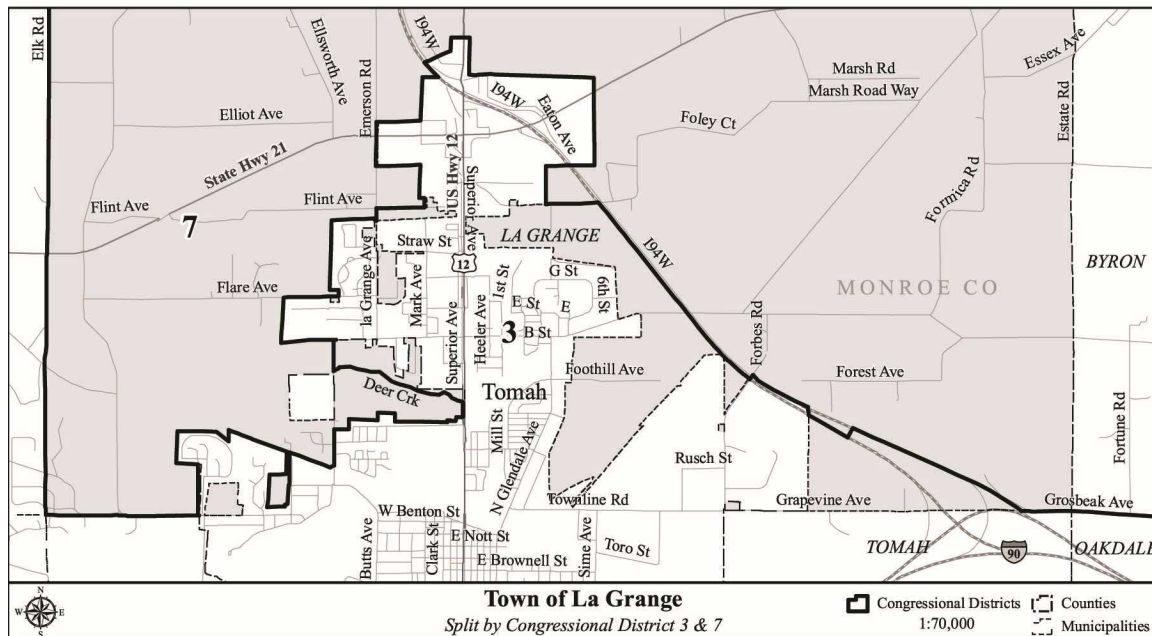 Elk Rd
Ellsworth Ave
Emerson Rd
I94W
Essex Ave
Marsh Rd
Marsh Road Way
I94W
Eaton Ave
Foley Ct
Estate Rd
Elliot Ave
State Hwy 21
US Hwy 12
Superior Ave
Formica Rd
Flint Ave
Flint Ave
7
LA GRANGE
Straw St
I94W
BYRON
12
la Grange Ave
Mark Ave
1st St
G St
6th St
Flare Ave
MONROE CO
E St
E
Superior Ave
Heeler Ave
3
B St
Forbes Rd
Foothill Ave
Forest Ave
Deer Crk
Tomah
Mill St
N Glendale Ave
Fortune Rd
Rusch St
Townline Rd
Grapevine Ave
Grosbeak Ave
W Benton St
Butts Ave
Clark St
E Nott St
Sime Ave
Toro St
E Brownell St
TOMAH
OAKDALE
90
N
W
E
S
Town of La Grange
Split by Congressional District 3 & 7
Congressional Districts
Counties
1:70,000
Municipalities